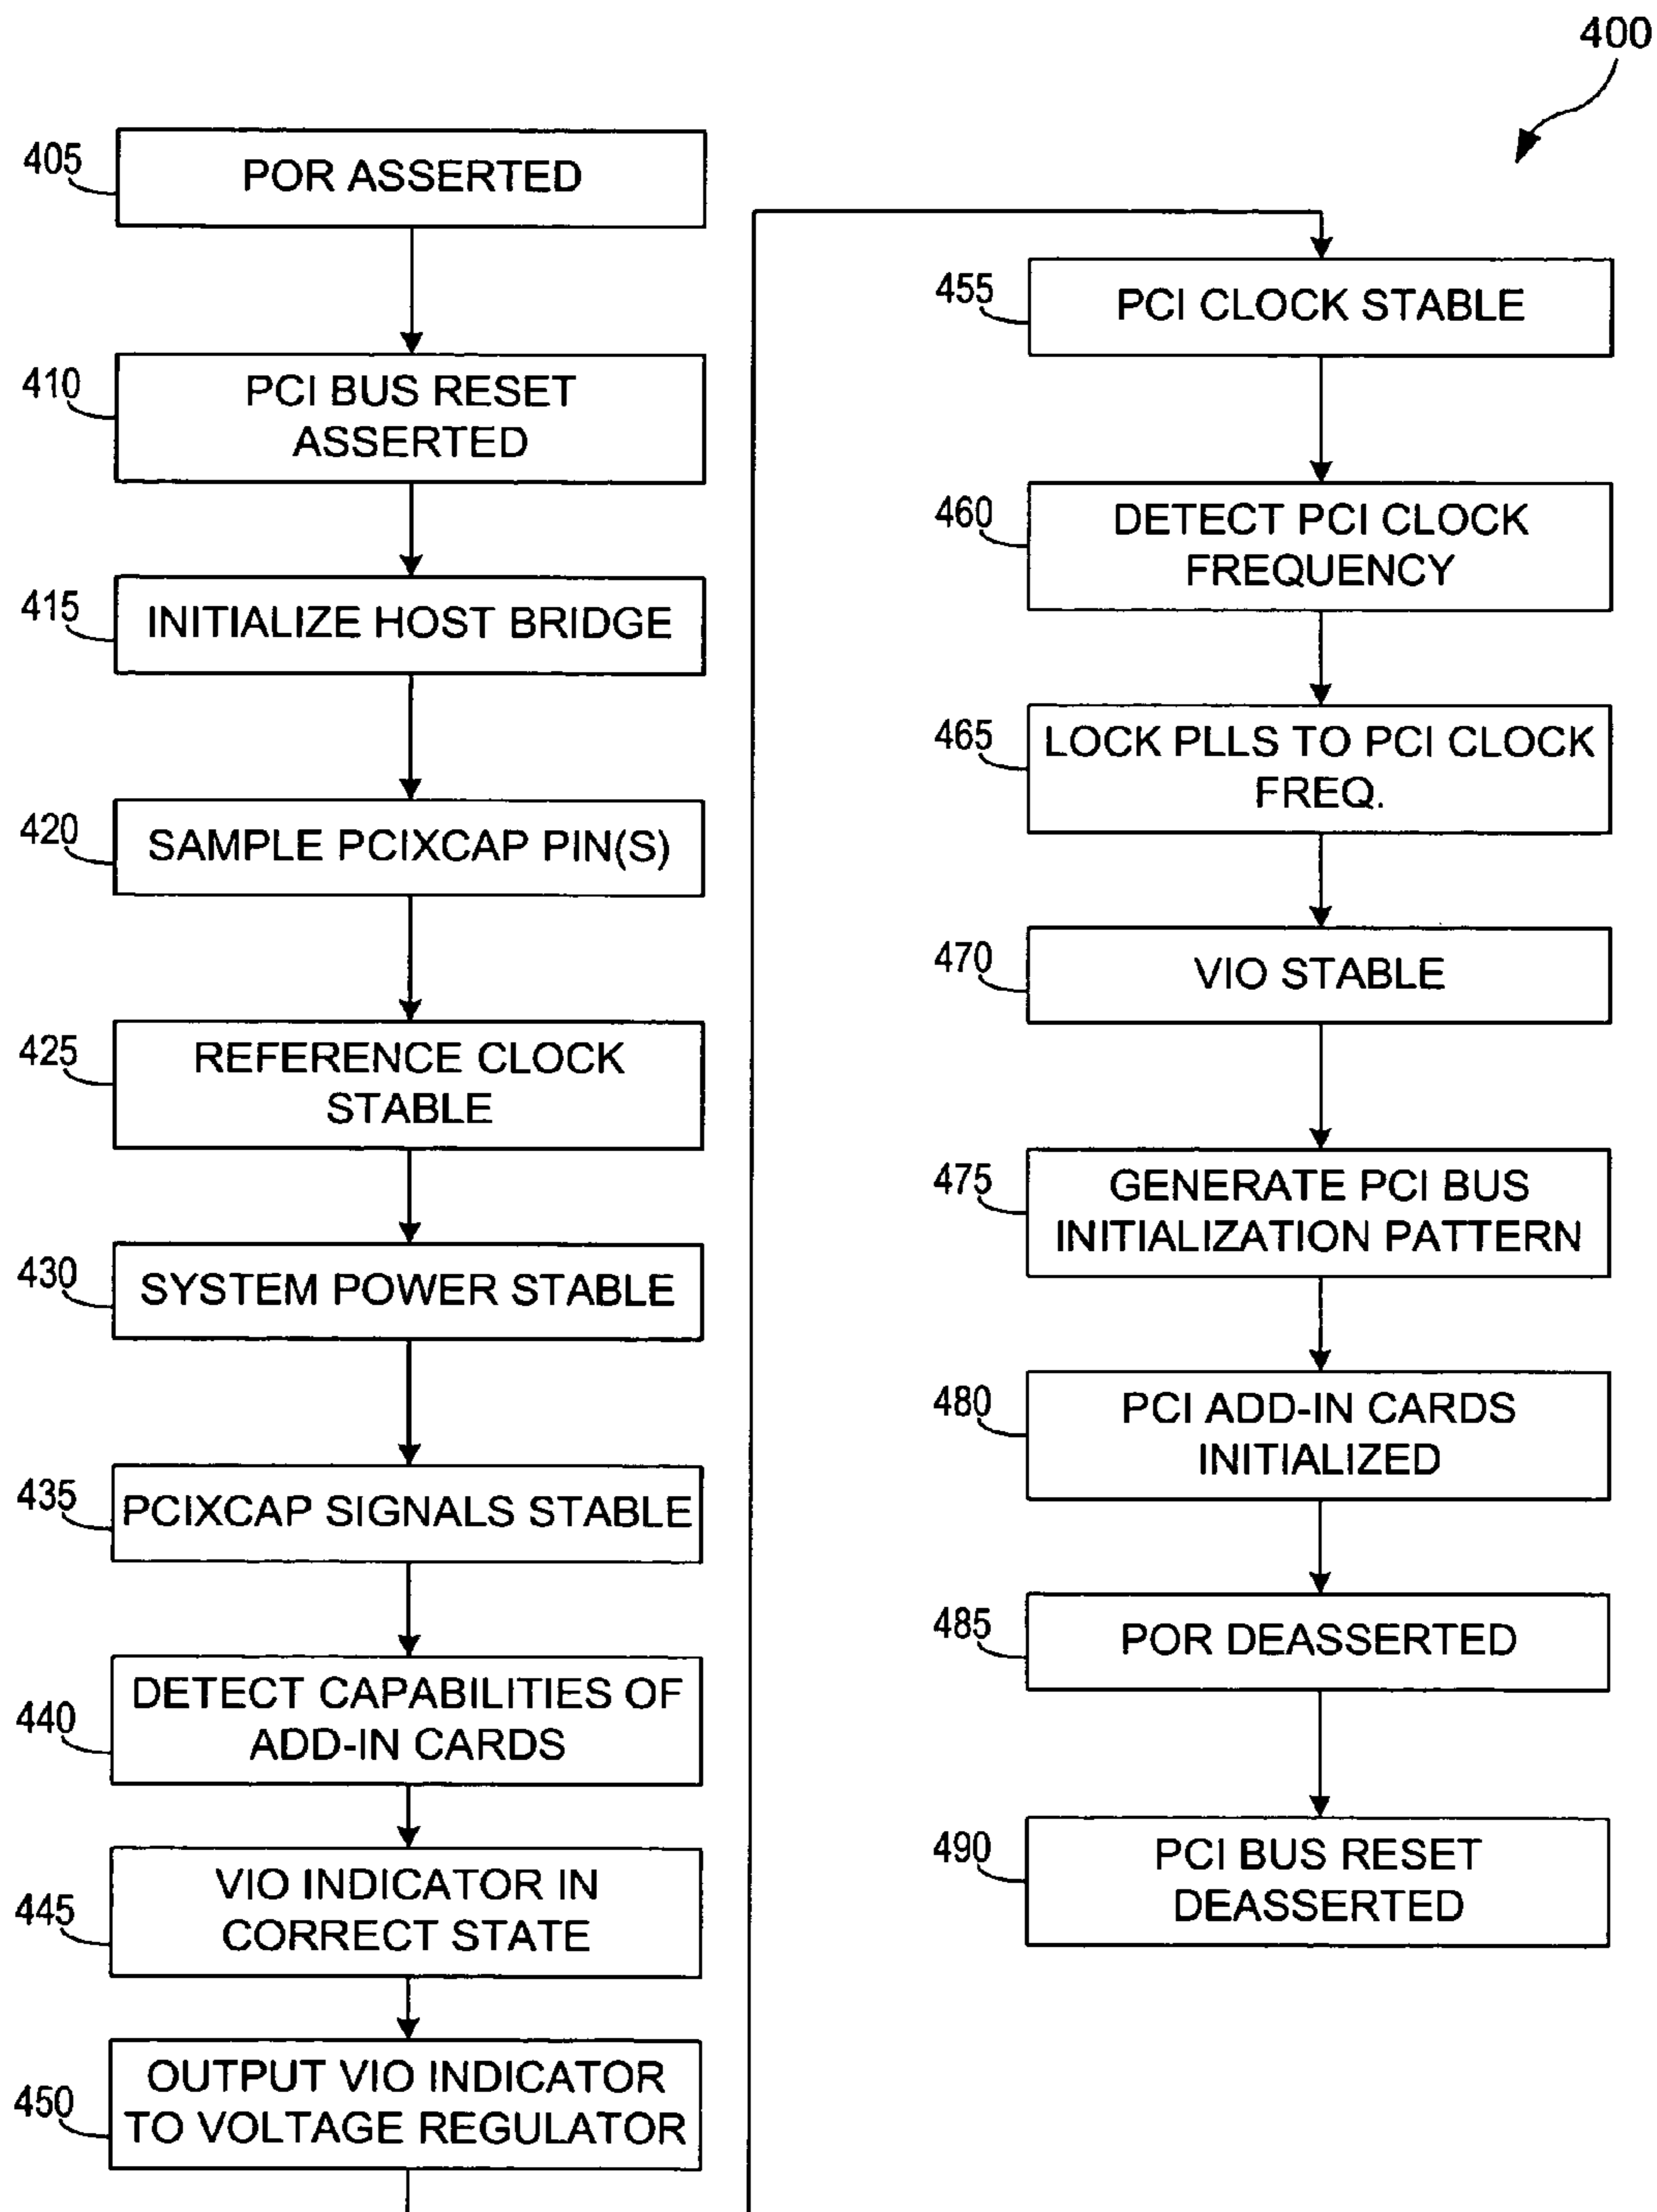 400
405
POR ASSERTED
410
PCI BUS RESET
ASSERTED
415
INITIALIZE HOST BRIDGE
420
SAMPLE PCIXCAP PIN(S)
425
REFERENCE CLOCK
STABLE
430
SYSTEM POWER STABLE
435
PCIXCAP SIGNALS STABLE
440
DETECT CAPABILITIES OF
ADD-IN CARDS
445
VIO INDICATOR IN
CORRECT STATE
450
OUTPUT VIO INDICATOR
TO VOLTAGE REGULATOR
455
PCI CLOCK STABLE
460
DETECT PCI CLOCK
FREQUENCY
465
LOCK PLLS TO PCI CLOCK
FREQ.
470
VIO STABLE
475
GENERATE PCI BUS
INITIALIZATION PATTERN
480
PCI ADD-IN CARDS
INITIALIZED
485
POR DEASSERTED
490
PCI BUS RESET
DEASSERTED